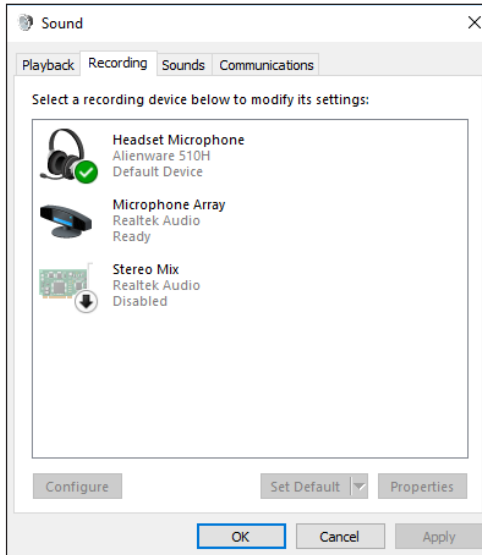 Sound
Playback Recording Sounds Communications
Select a recording device below to modify its settings:
Headset Microphone
Alienware 510H
Default Device
Microphone Array
Realtek Audio
Ready
Stereo Mix
Realtek Audio
Disabled
Configure Set Default Properties
OK Cancel Apply